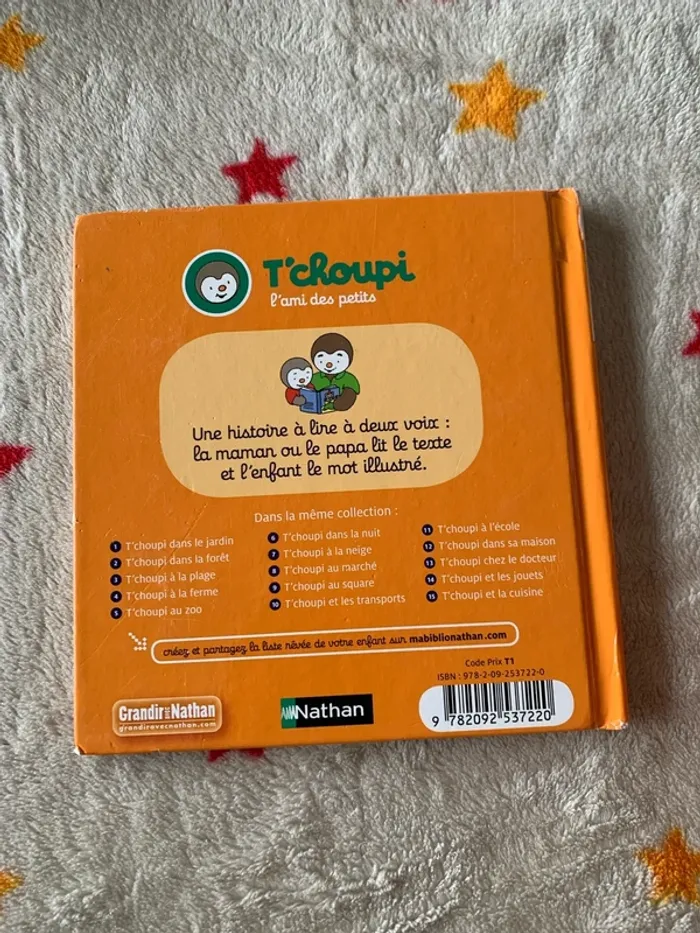 T'choupi
l'ami des petits
Une histoire à lire à deux voix :
la maman ou le papa lit le texte
et l'enfant le mot illustré.
Dans la même collection :
1 T'choupi dans le jardin
2 T'choupi dans la forêt
3 T'choupi à la plage
4 T'choupi à la ferme
5 T'choupi au zoo
6 T'choupi dans la nuit
7 T'choupi à la neige
8 T'choupi au marché
9 T'choupi au square
10 T'choupi et les transports
11 T'choupi à l'école
12 T'choupi dans sa maison
13 T'choupi chez le docteur
14 T'choupi et les jouets
15 T'choupi et la cuisine
créez et partagez la liste rêvée de votre enfant sur mabiblionathan.com
Code Prix T1
ISBN : 978-2-09-253722-0
Grandir avec Nathan
grandiravecnathan.com
Nathan
9 782092 537220